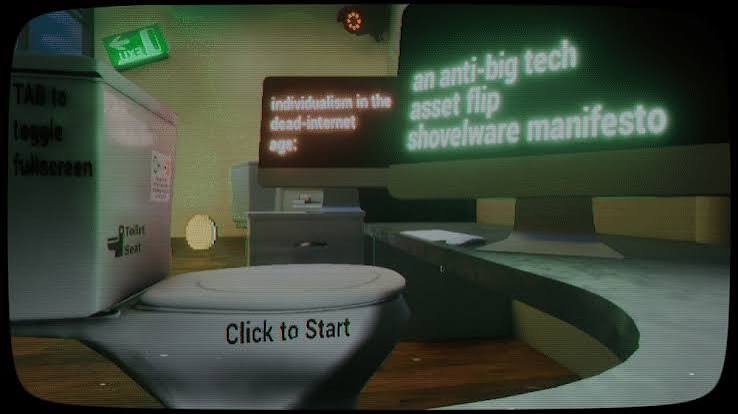 EXIT
TAB to
toggle
fullscreen
individualism in the
dead-internet
age:
an anti-big tech
asset flip
shovelware manifesto
Toilet
Seat
Click to Start